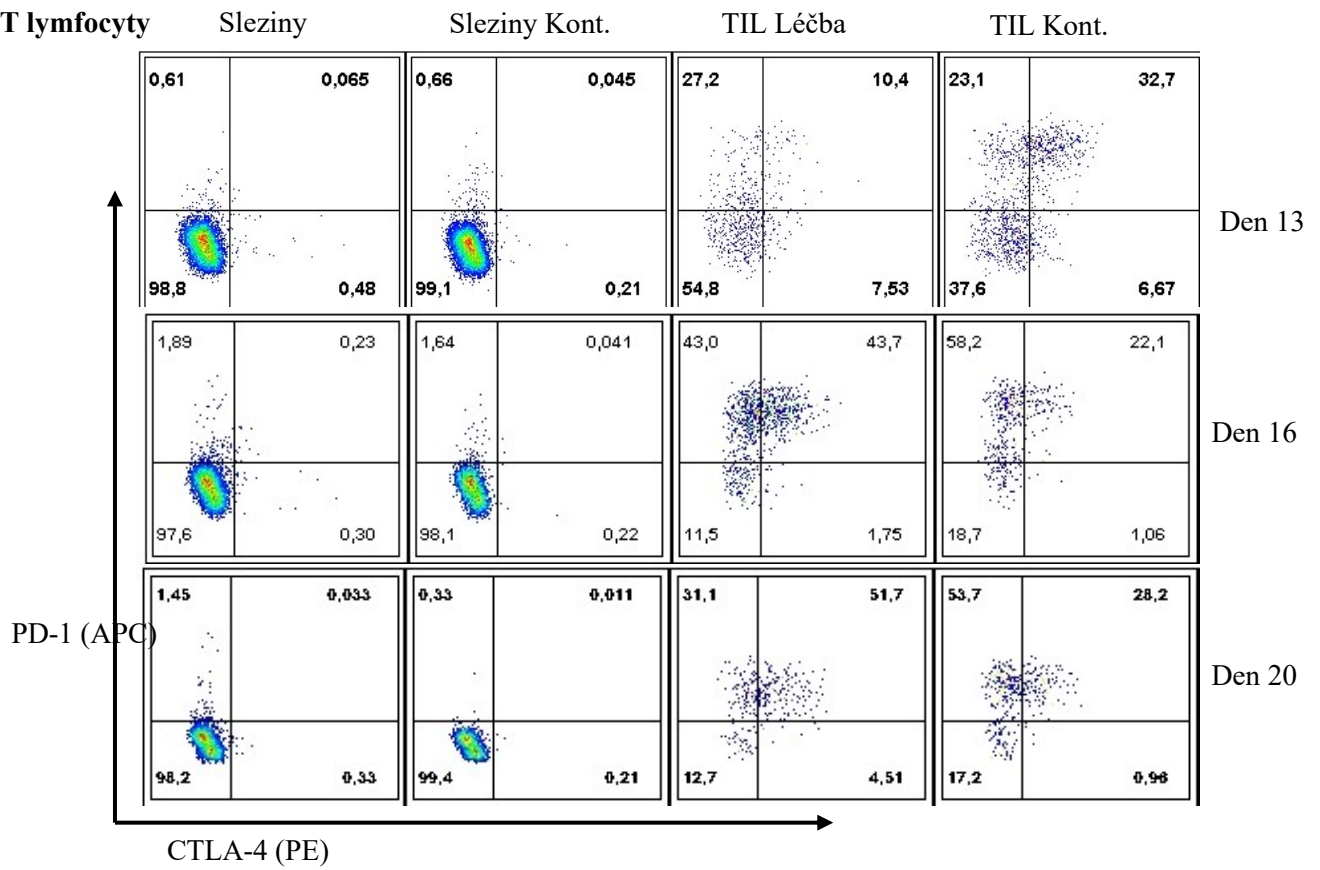 T lymfocyty Sleziny Sleziny Kont. TIL Léčba TIL Kont.
0,61 0,065 0,66 0,045 27,2 10,4 23,1 32,7
Den 13
98,8 0,48 99,1 0,21 54,8 7,53 37,6 6,67
1,89 0,23 1,64 0,041 43,0 43,7 58,2 22,1
Den 16
97,6 0,30 98,1 0,22 11,5 1,75 18,7 1,06
1,45 0,033 0,33 0,011 31,1 51,7 53,7 28,2
PD-1 (APC)
Den 20
98,2 0,33 99,4 0,21 12,7 4,51 17,2 0,96
CTLA-4 (PE)